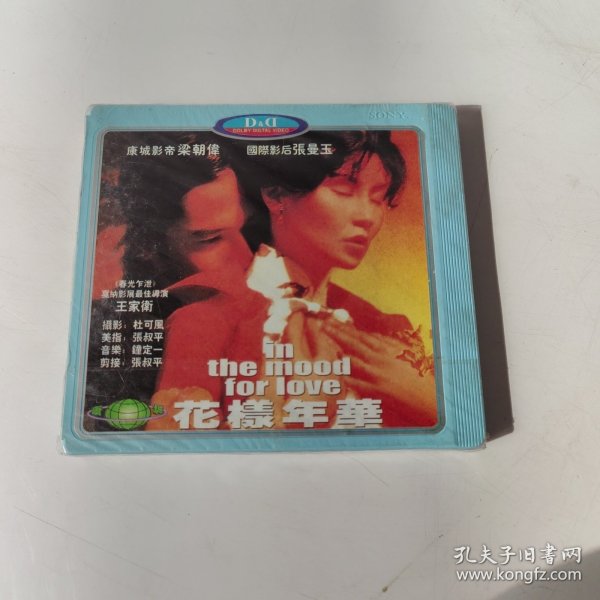 D&D
DOLBY DIGITAL VIDEO
SONY
康城影帝梁朝偉
國際影后張曼玉
《春光乍泄》
戛纳影展最佳導演
王家衛
攝影：杜可風
美指：張叔平
音樂：鐘定一
剪接：張叔平
in
the mood
for love
花樣年華
孔夫子旧书网
www.kongfz.com